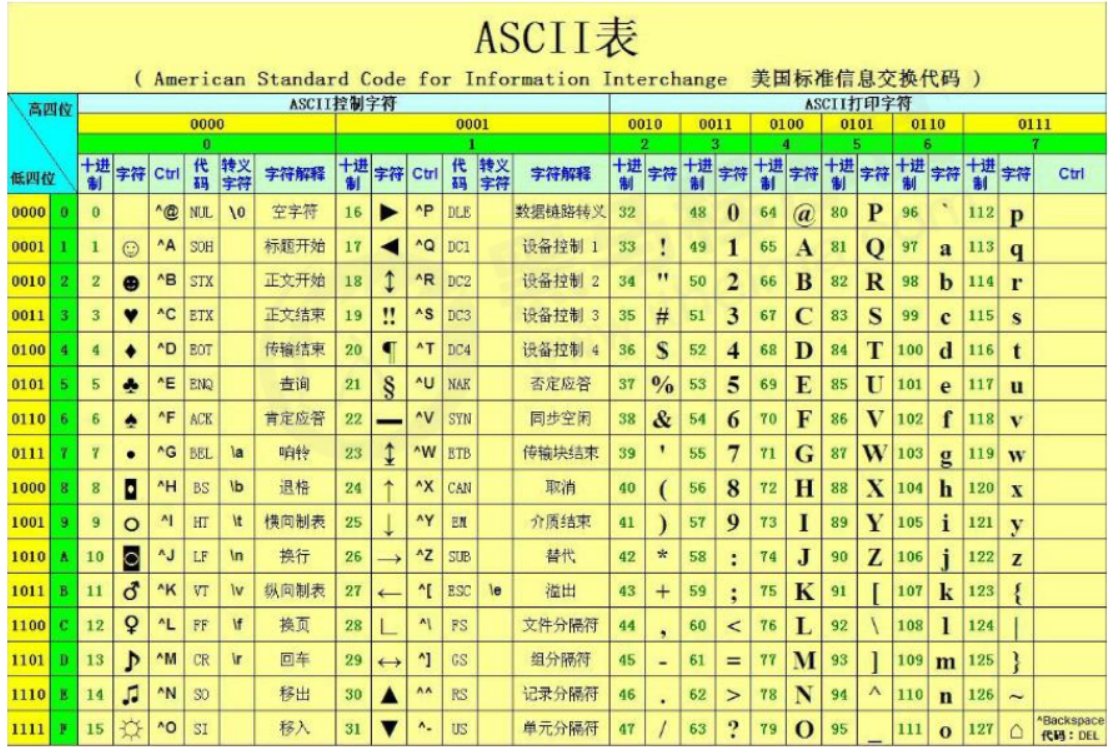 ASCII表
( American Standard Code for Information Interchange 美国标准信息交换代码 )
高四位 ASCII控制字符 ASCII打印字符
0000 0001 0010 0011 0100 0101 0110 0111
0 1 2 3 4 5 6 7
低四位 十进制 字符 Ctrl 代码 转义字符 字符解释 十进制 字符 Ctrl 代码 转义字符 字符解释 十进制 字符 十进制 字符 十进制 字符 十进制 字符 十进制 字符 十进制 字符 Ctrl
0000 0 0 ^@ NUL \0 空字符 16 ► ^P DLE 数据链路转义 32 48 0 64 @ 80 P 96 ` 112 p
0001 1 1 ☺ ^A SOH 标题开始 17 ◄ ^Q DC1 设备控制 1 33 ! 49 1 65 A 81 Q 97 a 113 q
0010 2 2 ☻ ^B STX 正文开始 18 ↕ ^R DC2 设备控制 2 34 " 50 2 66 B 82 R 98 b 114 r
0011 3 3 ♥ ^C ETX 正文结束 19 ‼ ^S DC3 设备控制 3 35 # 51 3 67 C 83 S 99 c 115 s
0100 4 4 ♦ ^D EOT 传输结束 20 ¶ ^T DC4 设备控制 4 36 $ 52 4 68 D 84 T 100 d 116 t
0101 5 5 ♣ ^E ENQ 查询 21 § ^U NAK 否定应答 37 % 53 5 69 E 85 U 101 e 117 u
0110 6 6 ♠ ^F ACK 肯定应答 22 ▬ ^V SYN 同步空闲 38 & 54 6 70 F 86 V 102 f 118 v
0111 7 7 • ^G BEL \a 响铃 23 ↨ ^W ETB 传输块结束 39 ' 55 7 71 G 87 W 103 g 119 w
1000 8 8 ◘ ^H BS \b 退格 24 ↑ ^X CAN 取消 40 ( 56 8 72 H 88 X 104 h 120 x
1001 9 9 ○ ^I HT \t 横向制表 25 ↓ ^Y EM 介质结束 41 ) 57 9 73 I 89 Y 105 i 121 y
1010 A 10 ◙ ^J LF \n 换行 26 → ^Z SUB 替代 42 * 58 : 74 J 90 Z 106 j 122 z
1011 B 11 ♂ ^K VT \v 纵向制表 27 ← ^[ ESC \e 溢出 43 + 59 ; 75 K 91 [ 107 k 123 {
1100 C 12 ♀ ^L FF \f 换页 28 ∟ ^\ FS 文件分隔符 44 , 60 < 76 L 92 \ 108 l 124 |
1101 D 13 ♪ ^M CR \r 回车 29 ↔ ^] GS 组分隔符 45 - 61 = 77 M 93 ] 109 m 125 }
1110 E 14 ♫ ^N SO 移出 30 ▲ ^^ RS 记录分隔符 46 . 62 > 78 N 94 ^ 110 n 126 ~
1111 F 15 ☼ ^O SI 移入 31 ▼ ^- US 单元分隔符 47 / 63 ? 79 O 95 _ 111 o 127 ⌂ ^Backspace 代码：DEL